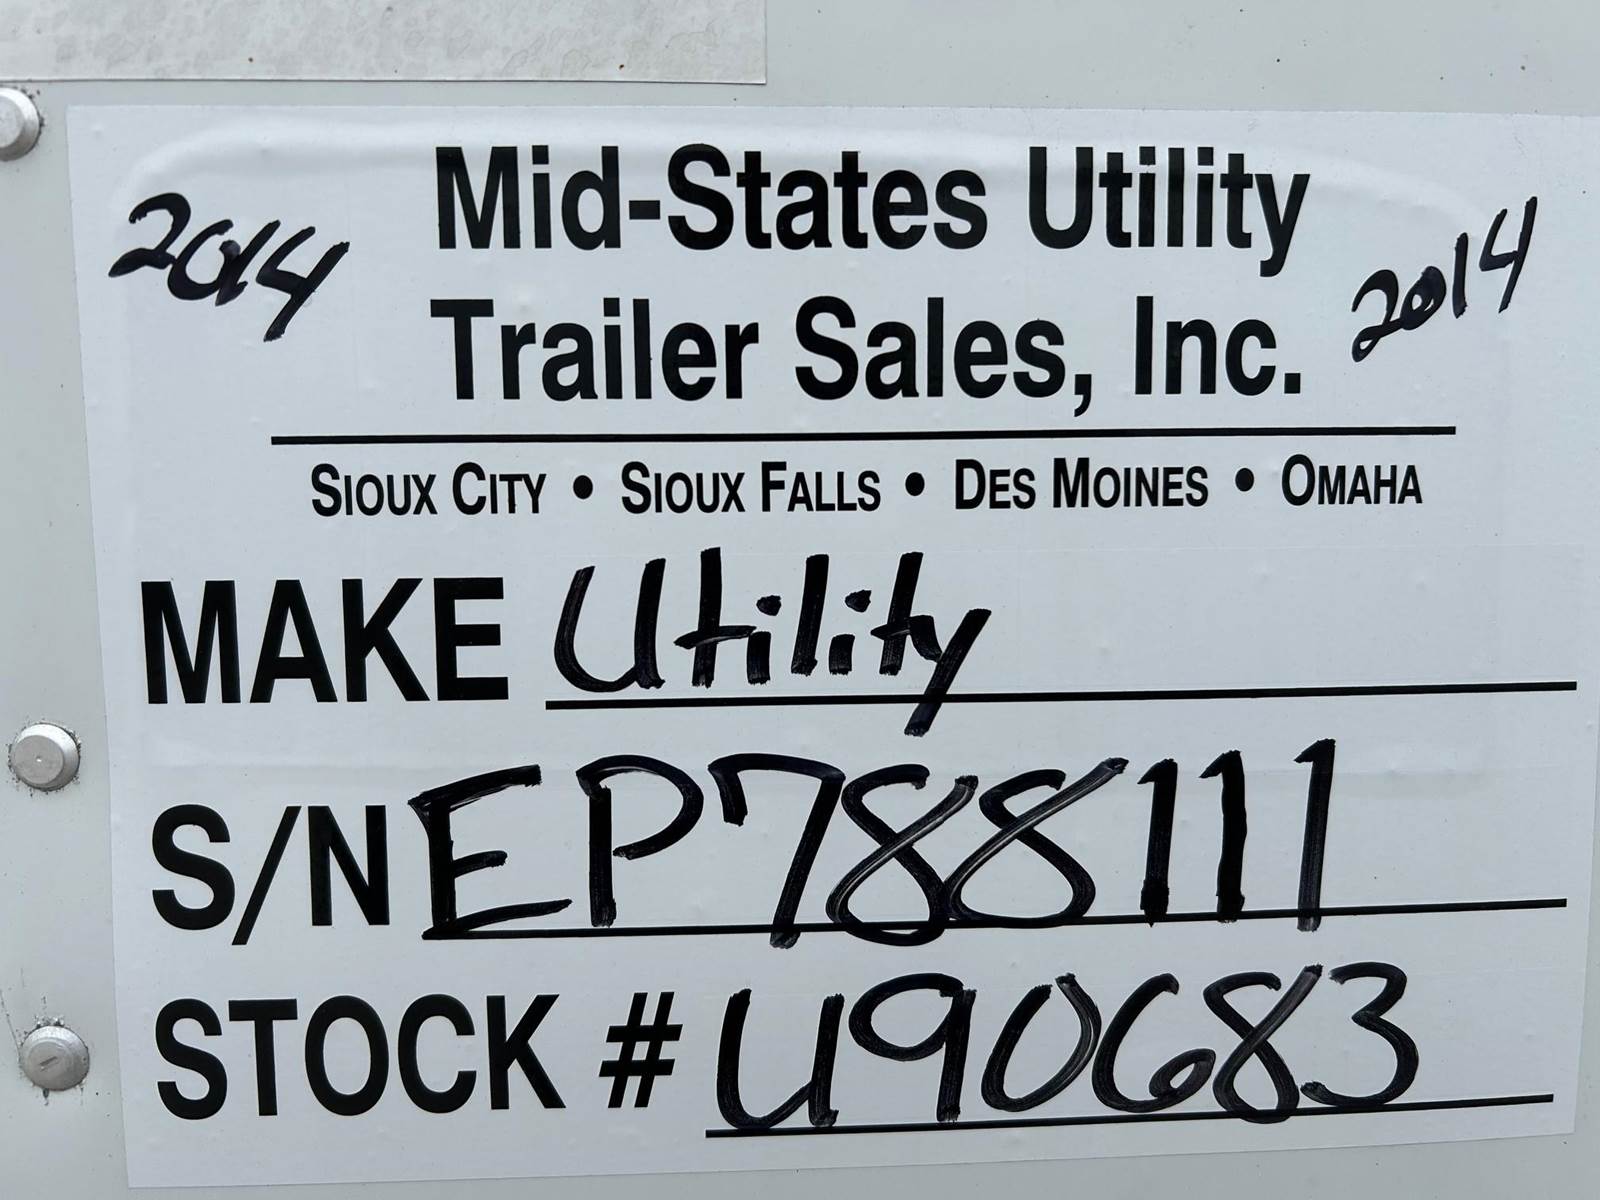 Mid-States Utility
2014 Trailer Sales, Inc. 2014
SIOUX CITY • SIOUX FALLS • DES MOINES • OMAHA
MAKE Utility
S/N EP788111
STOCK # U90683